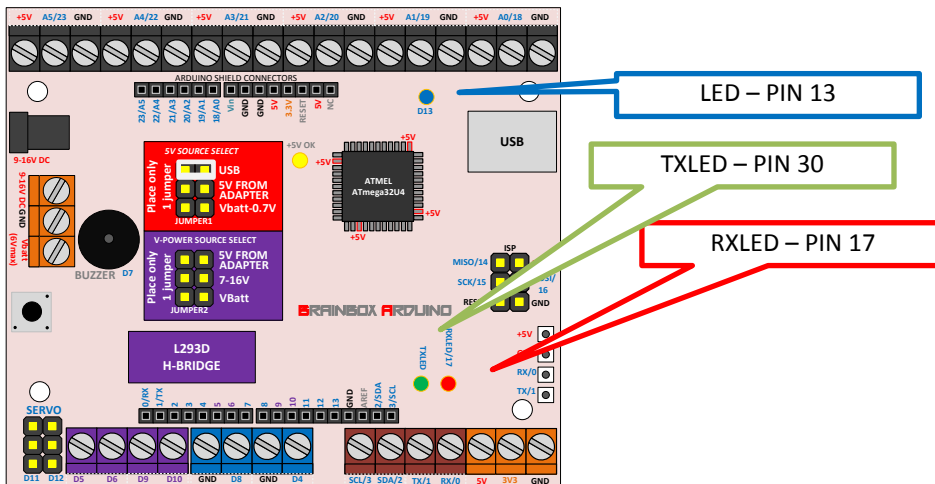 +5V A5/23 GND +5V A4/22 GND +5V A3/21 GND +5V A2/20 GND +5V A1/19 GND +5V A0/18 GND
ARDUINO SHIELD CONNECTORS
23/A5
22/A4
21/A3
20/A2
19/A1
18/A0
Vin
GND
GND
5V
3.3V
RESET
5V
NC
D13
LED – PIN 13
TXLED – PIN 30
RXLED – PIN 17
9-16V DC
9-16V DC
GND
Vbatt
(6Vmax)
BUZZER
D7
5V SOURCE SELECT
Place only
1 jumper
USB
5V FROM
ADAPTER
Vbatt-0.7V
JUMPER1
V-POWER SOURCE SELECT
Place only
1 jumper
5V FROM
ADAPTER
7-16V
VBatt
JUMPER2
+5V OK
+5V
+5V
ATMEL
ATmega32U4
+5V
+5V
USB
ISP
MISO/14
SCK/15
16
GND
BRAINBOX ARDUINO
L293D
H-BRIDGE
TXLED
RXLED/17
+5V
RX/0
TX/1
0/RX
1/TX
2
3
4
5
6
7
8
9
10
11
12
13
GND
AREF
2/SDA
3/SCL
SERVO
D11 D12
D5 D6 D9 D10
GND D8 GND D4
SCL/3 SDA/2 TX/1 RX/0
5V 3V3 GND